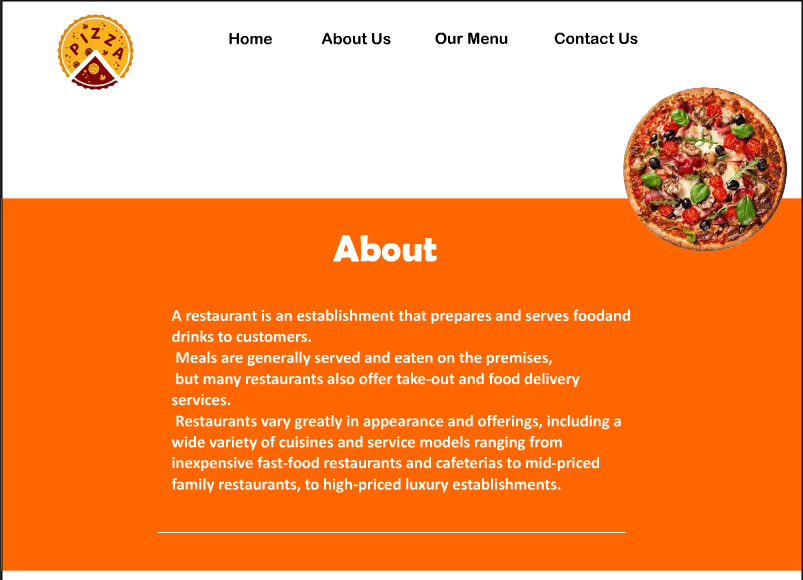 PIZZA
Home About Us Our Menu Contact Us
About
A restaurant is an establishment that prepares and serves foodand
drinks to customers.
Meals are generally served and eaten on the premises,
but many restaurants also offer take-out and food delivery
services.
Restaurants vary greatly in appearance and offerings, including a
wide variety of cuisines and service models ranging from
inexpensive fast-food restaurants and cafeterias to mid-priced
family restaurants, to high-priced luxury establishments.